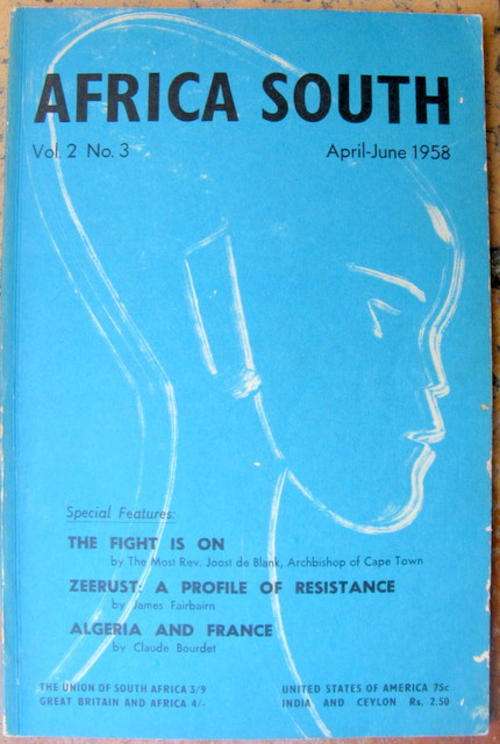 AFRICA SOUTH
Vol. 2 No. 3 April-June 1958
Special Features:
THE FIGHT IS ON
by The Most Rev. Joost de Blank, Archbishop of Cape Town
ZEERUST: A PROFILE OF RESISTANCE
by James Fairbairn
ALGERIA AND FRANCE
by Claude Bourdet
THE UNION OF SOUTH AFRICA 3/9
GREAT BRITAIN AND AFRICA 4/-
UNITED STATES OF AMERICA 75c
INDIA AND CEYLON Rs. 2.50